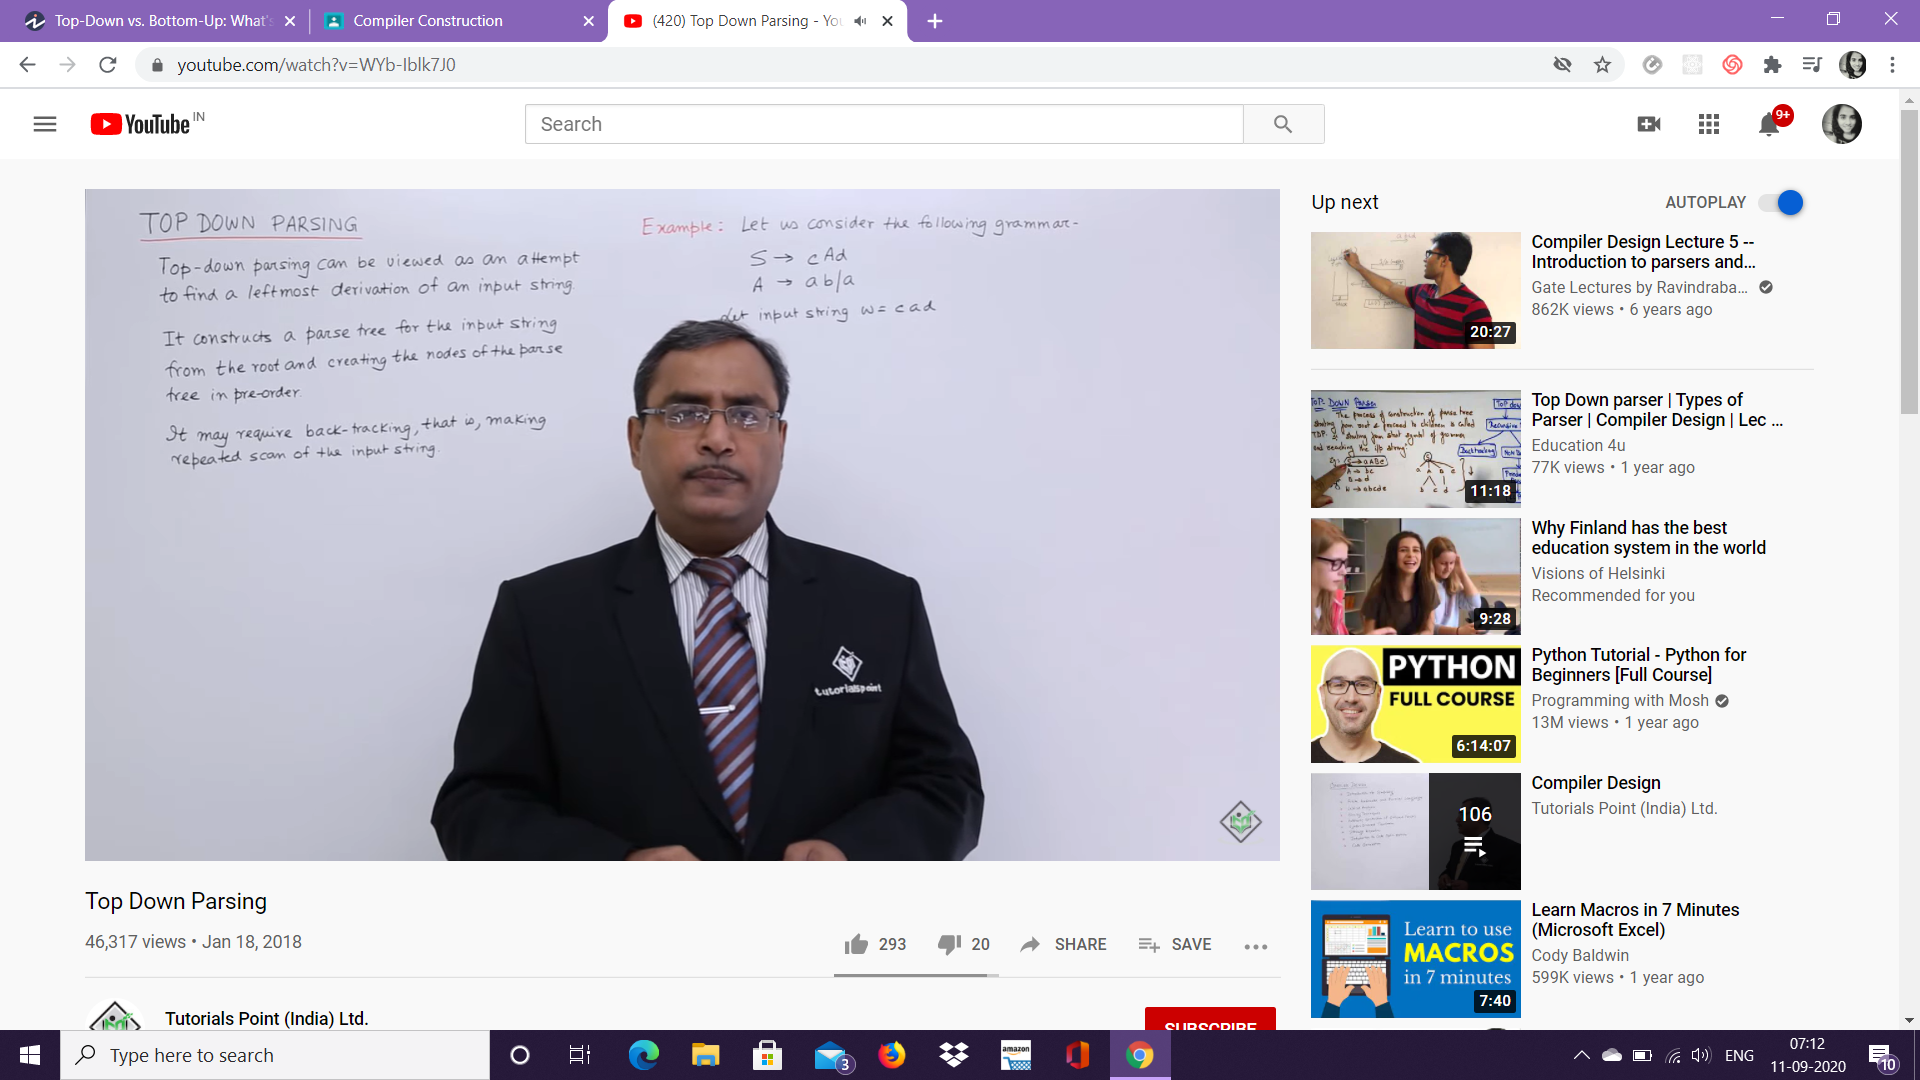 Top-Down vs. Bottom-Up: What's
Compiler Construction
(420) Top Down Parsing - You
youtube.com/watch?v=WYb-Iblk7J0
YouTube IN
Search
9+
TOP DOWN PARSING
Top-down parsing can be viewed as an attempt
to find a leftmost derivation of an input string.
It constructs a parse tree for the input string
from the root and creating the nodes of the parse
tree in pre-order.
It may require back-tracking, that is, making
repeated scan of the input string.
Example: Let us consider the following grammar-
S → cAd
A → ab/a
Let input string w = cad
tutorialspoint
Top Down Parsing
46,317 views • Jan 18, 2018
293
20
SHARE
SAVE
Tutorials Point (India) Ltd.
SUBSCRIBE
Up next
AUTOPLAY
20:27
Compiler Design Lecture 5 --
Introduction to parsers and...
Gate Lectures by Ravindraba...
862K views • 6 years ago
11:18
Top Down parser | Types of
Parser | Compiler Design | Lec ...
Education 4u
77K views • 1 year ago
9:28
Why Finland has the best
education system in the world
Visions of Helsinki
Recommended for you
PYTHON
FULL COURSE
6:14:07
Python Tutorial - Python for
Beginners [Full Course]
Programming with Mosh
13M views • 1 year ago
106
Compiler Design
Tutorials Point (India) Ltd.
Learn to use
MACROS
in 7 minutes
7:40
Learn Macros in 7 Minutes
(Microsoft Excel)
Cody Baldwin
599K views • 1 year ago
Type here to search
3
amazon
ENG
07:12
11-09-2020
10